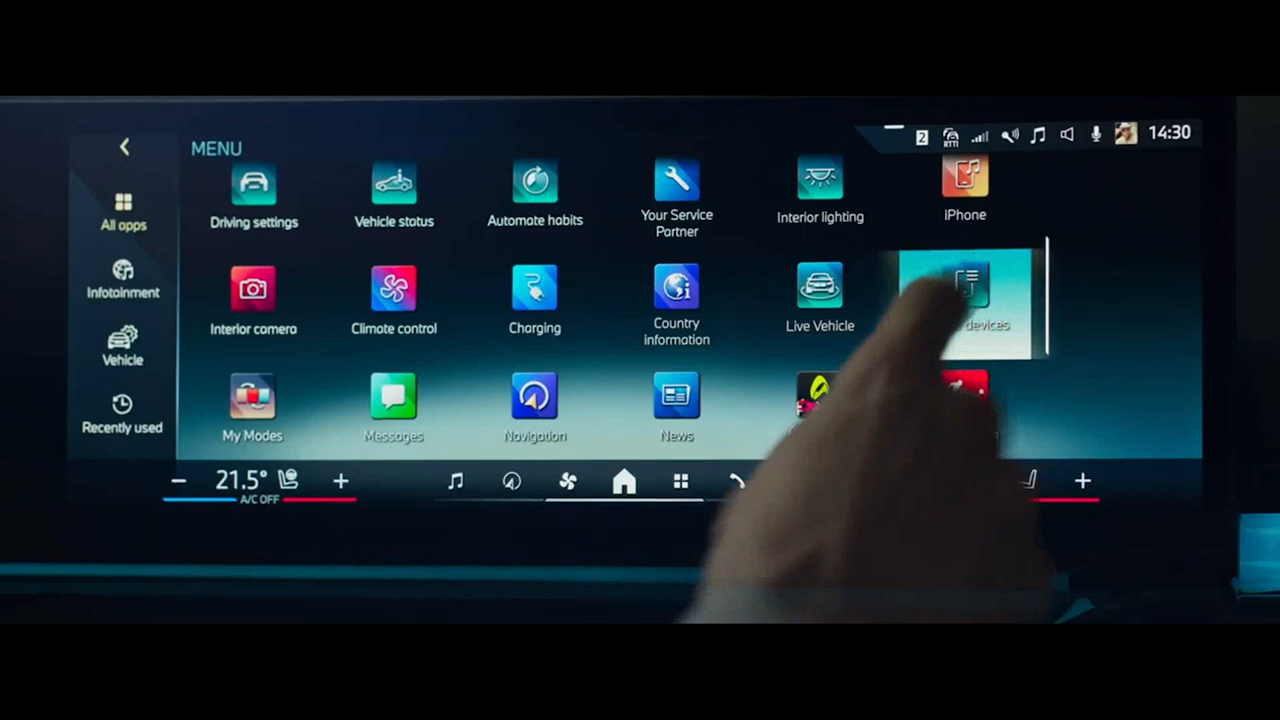 MENU
2
RTTI
14:30
All apps
Infotainment
Vehicle
Recently used
Driving settings
Vehicle status
Automate habits
Your Service
Partner
Interior lighting
iPhone
Interior camera
Climate control
Charging
Country
information
Live Vehicle
devices
My Modes
Messages
Navigation
News
− 21.5° +
A/C OFF
+